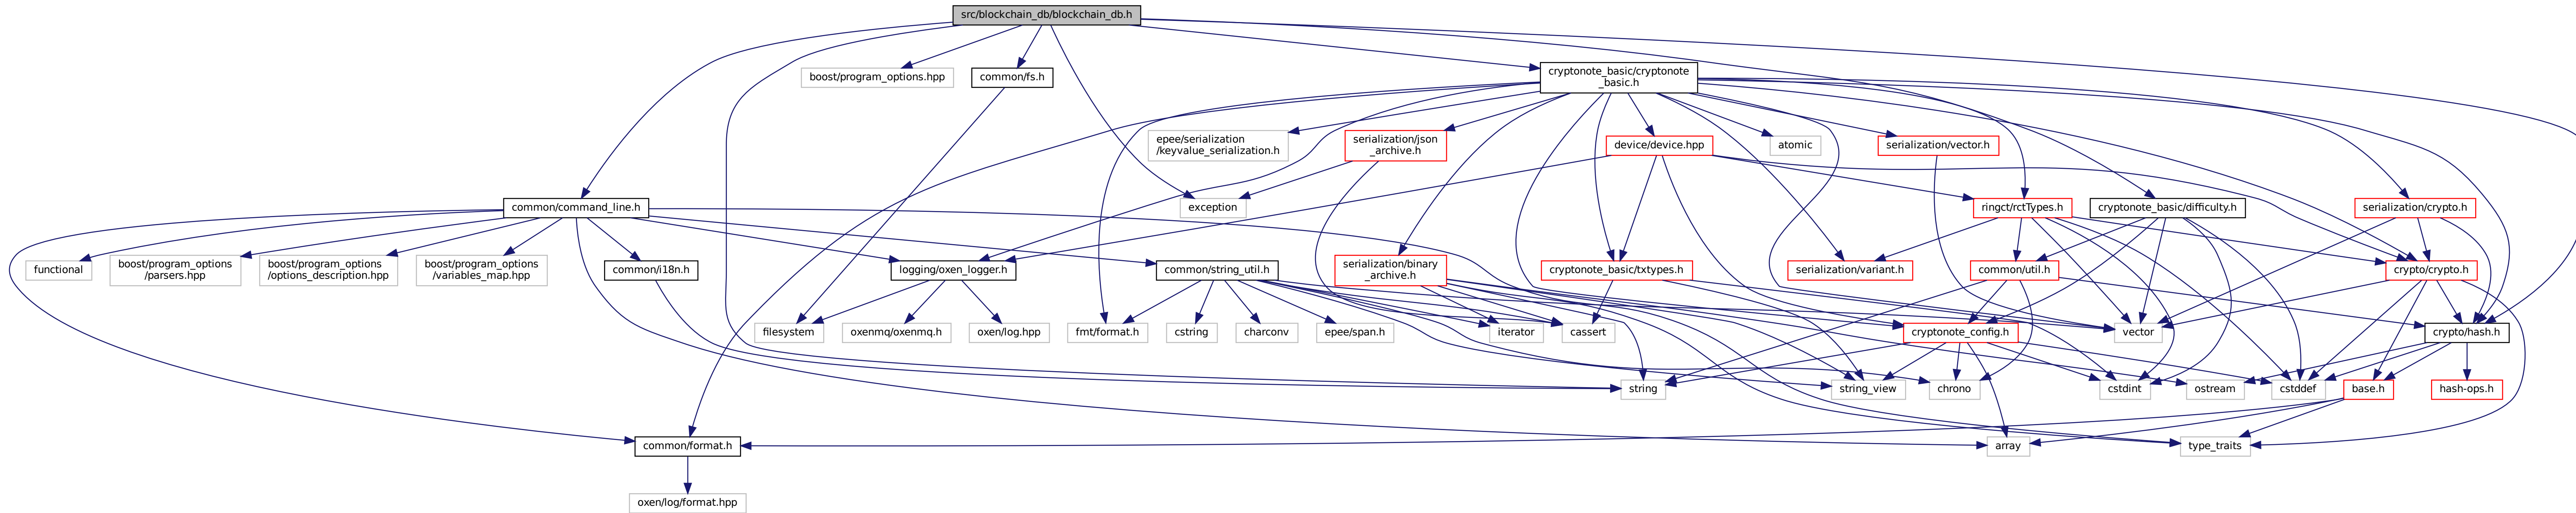 src/blockchain_db/blockchain_db.h
boost/program_options.hpp
common/fs.h
cryptonote_basic/cryptonote
_basic.h
epee/serialization
/keyvalue_serialization.h
serialization/json
_archive.h
device/device.hpp
atomic
serialization/vector.h
common/command_line.h
exception
ringct/rctTypes.h
cryptonote_basic/difficulty.h
serialization/crypto.h
functional
boost/program_options
/parsers.hpp
boost/program_options
/options_description.hpp
boost/program_options
/variables_map.hpp
common/i18n.h
logging/oxen_logger.h
common/string_util.h
serialization/binary
_archive.h
cryptonote_basic/txtypes.h
serialization/variant.h
common/util.h
crypto/crypto.h
filesystem
oxenmq/oxenmq.h
oxen/log.hpp
fmt/format.h
cstring
charconv
epee/span.h
iterator
cassert
cryptonote_config.h
vector
crypto/hash.h
string
string_view
chrono
cstdint
ostream
cstddef
base.h
hash-ops.h
common/format.h
array
type_traits
oxen/log/format.hpp